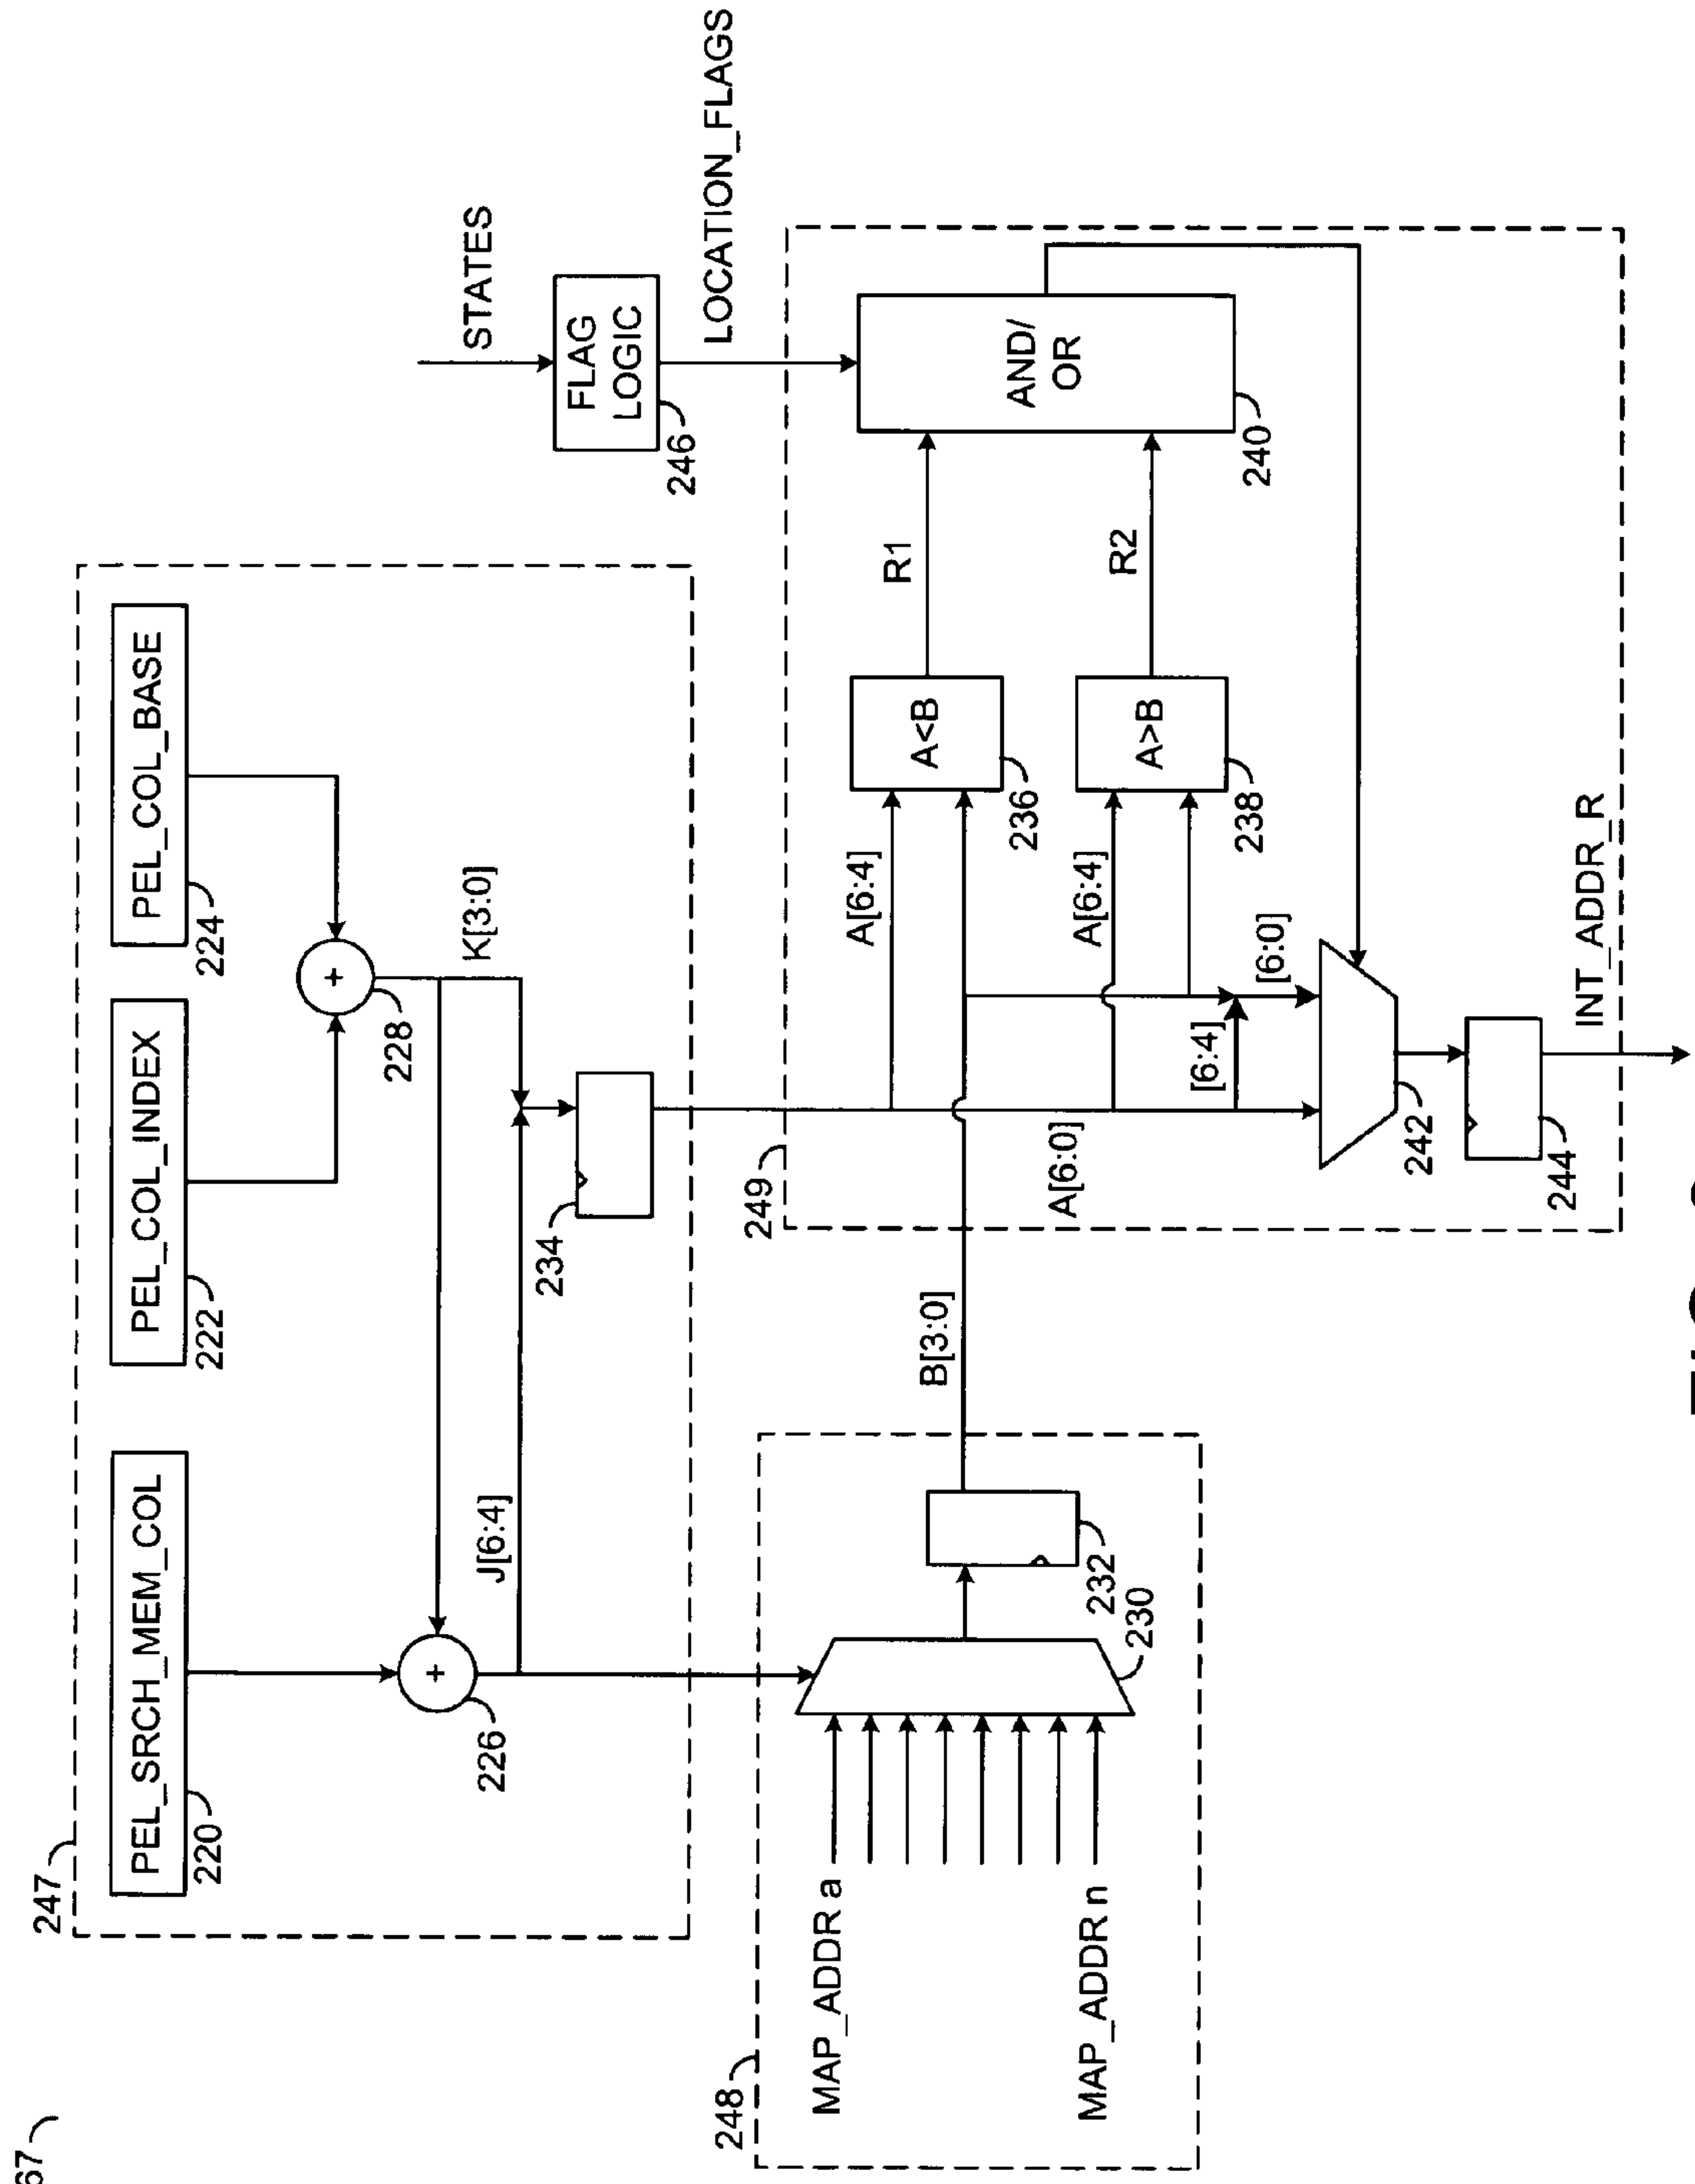 67
247
PEL_SRCH_MEM_COL
220
PEL_COL_INDEX
222
PEL_COL_BASE
224
+
228
K[3:0]
+
226
J[6:4]
234
STATES
FLAG
LOGIC
246
LOCATION_FLAGS
248
MAP_ADDR a
MAP_ADDR n
230
232
B[3:0]
249
A[6:0]
A[6:4]
A<B
236
R1
A[6:4]
A>B
238
R2
AND/
OR
240
[6:4]
[6:0]
242
244
INT_ADDR_R